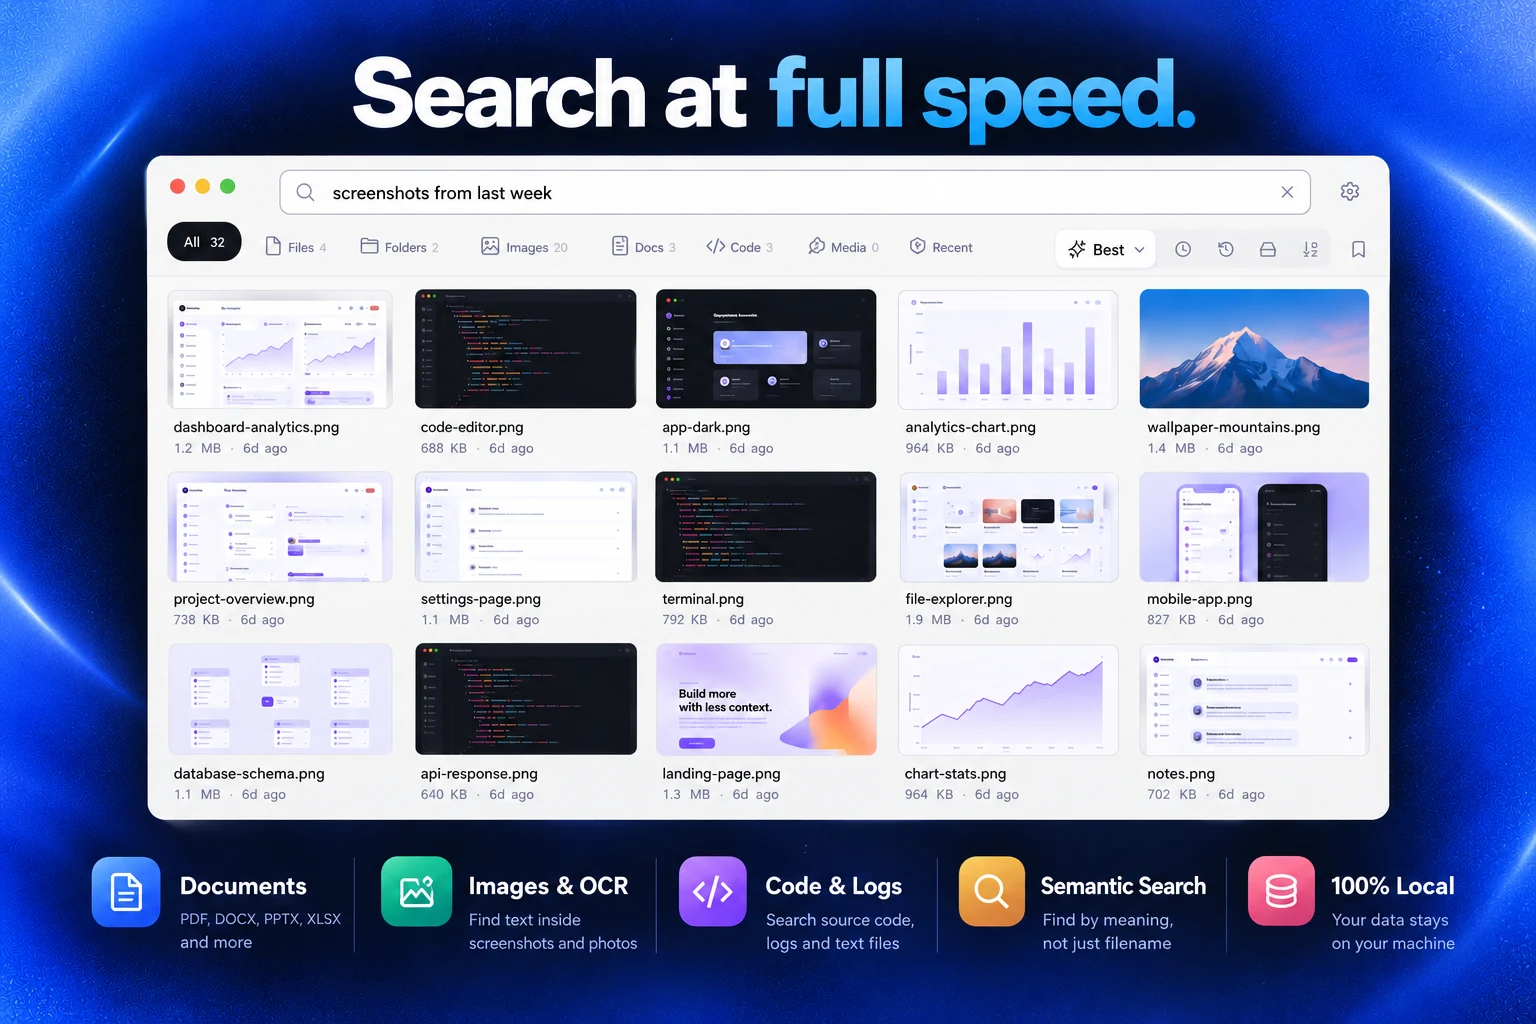 Search at full speed.
screenshots from last week
All 32
Files 4
Folders 2
Images 20
Docs 3
Code 3
Media 0
Recent
Best
dashboard-analytics.png
1.2 MB · 6d ago
code-editor.png
688 KB · 6d ago
app-dark.png
1.1 MB · 6d ago
analytics-chart.png
964 KB · 6d ago
wallpaper-mountains.png
1.4 MB · 6d ago
project-overview.png
738 KB · 6d ago
settings-page.png
1.1 MB · 6d ago
terminal.png
792 KB · 6d ago
file-explorer.png
1.9 MB · 6d ago
mobile-app.png
827 KB · 6d ago
Build more
with less context.
database-schema.png
1.1 MB · 6d ago
api-response.png
640 KB · 6d ago
landing-page.png
1.3 MB · 6d ago
chart-stats.png
964 KB · 6d ago
notes.png
702 KB · 6d ago
Documents
PDF, DOCX, PPTX, XLSX
and more
Images & OCR
Find text inside
screenshots and photos
Code & Logs
Search source code,
logs and text files
Semantic Search
Find by meaning,
not just filename
100% Local
Your data stays
on your machine